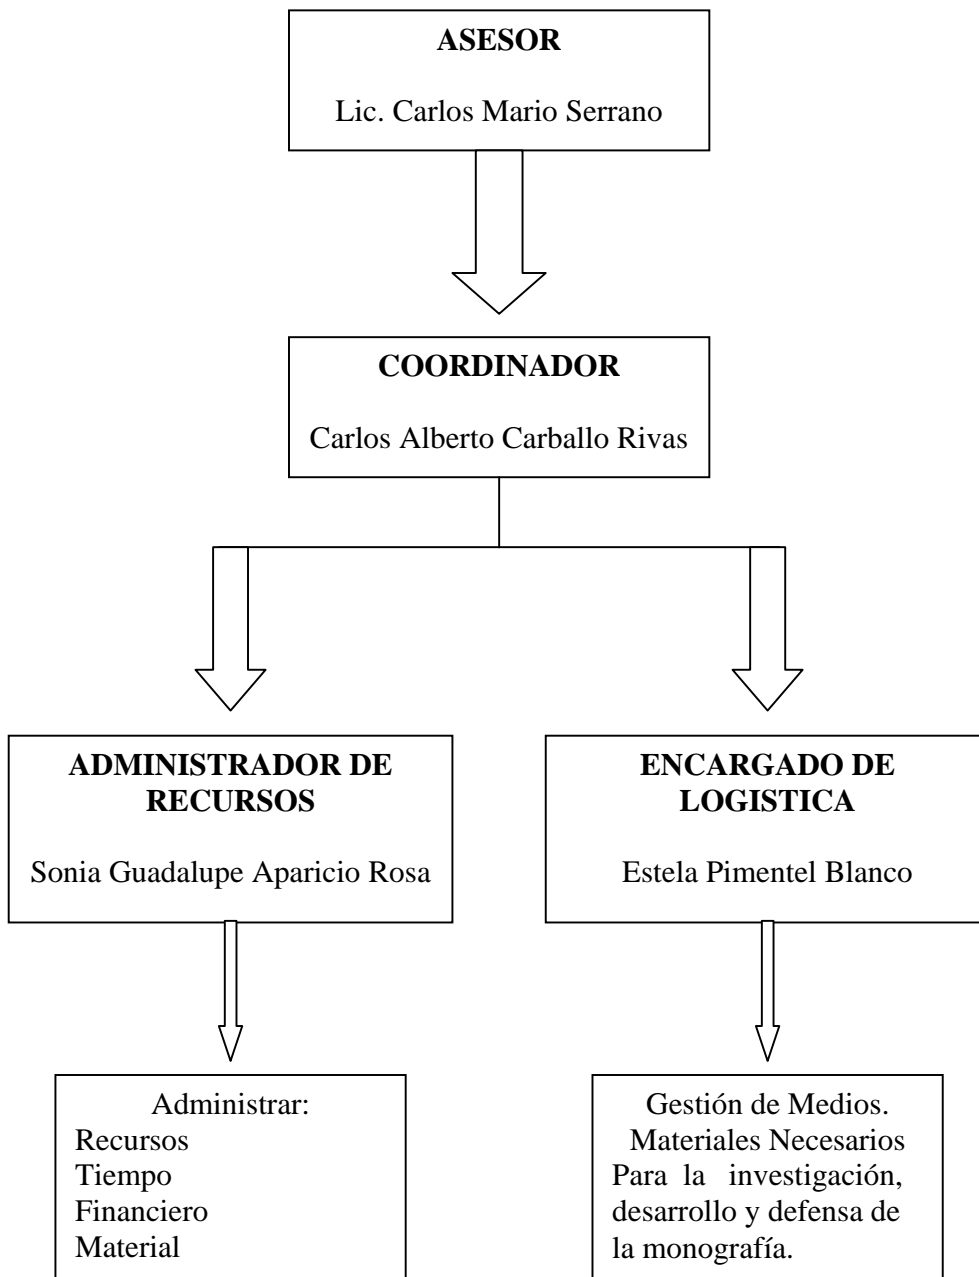 ASESOR
Lic. Carlos Mario Serrano
COORDINADOR
Carlos Alberto Carballo Rivas
ADMINISTRADOR DE
RECURSOS
Sonia Guadalupe Aparicio Rosa
ENCARGADO DE
LOGISTICA
Estela Pimentel Blanco
Administrar:
Recursos
Tiempo
Financiero
Material
Gestión de Medios.
Materiales Necesarios
Para la investigación,
desarrollo y defensa de
la monografía.